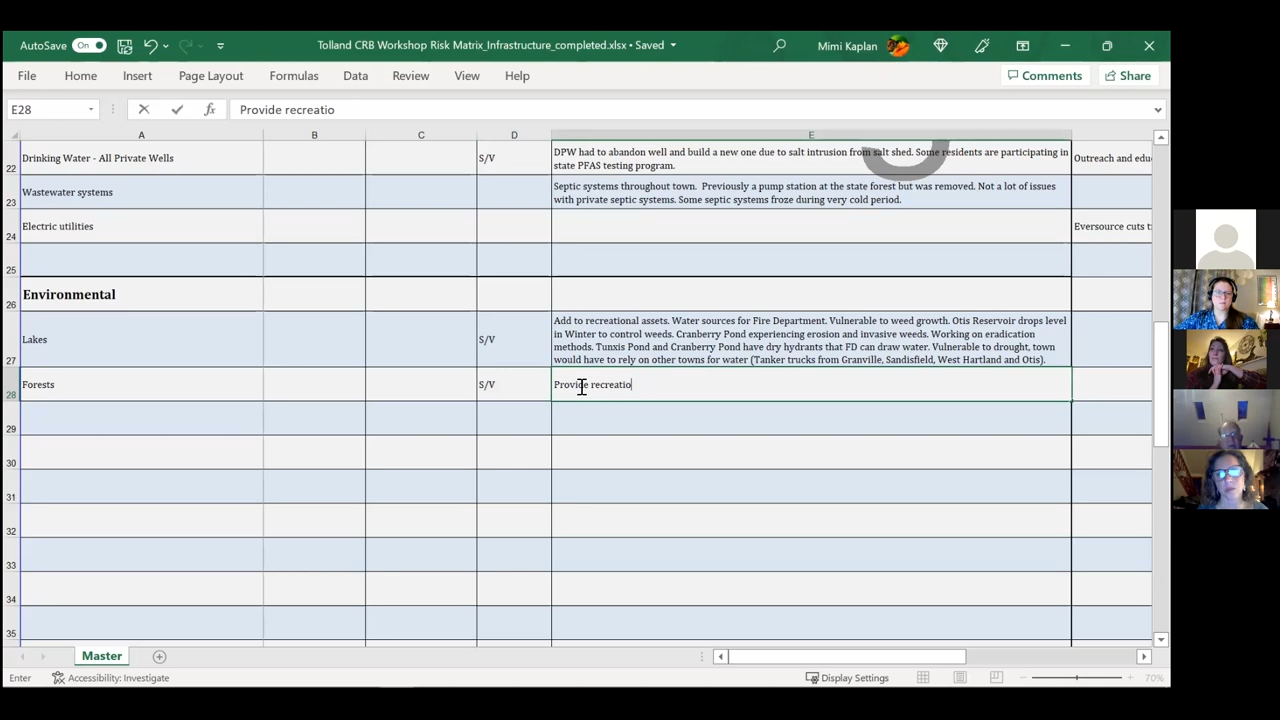 AutoSave On Tolland CRB Workshop Risk Matrix_Infrastructure_completed.xlsx • Saved Mimi Kaplan
File Home Insert Page Layout Formulas Data Review View Help Comments Share
E28 fx Provide recreatio
A B C D E
22 Drinking Water - All Private Wells S/V DPW had to abandon well and build a new one due to salt intrusion from salt shed. Some residents are participating in Outreach and edu
state PFAS testing program.
23 Wastewater systems Septic systems throughout town. Previously a pump station at the state forest but was removed. Not a lot of issues
with private septic systems. Some septic systems froze during very cold period.
24 Electric utilities Eversource cuts t
25
26 Environmental
27 Lakes S/V Add to recreational assets. Water sources for Fire Department. Vulnerable to weed growth. Otis Reservoir drops level
in Winter to control weeds. Cranberry Pond experiencing erosion and invasive weeds. Working on eradication
methods. Tunxis Pond and Cranberry Pond have dry hydrants that FD can draw water. Vulnerable to drought, town
would have to rely on other towns for water (Tanker trucks from Granville, Sandisfield, West Hartland and Otis).
28 Forests S/V Provide recreatio
29
30
31
32
33
34
35
Master
Enter Accessibility: Investigate Display Settings 70%